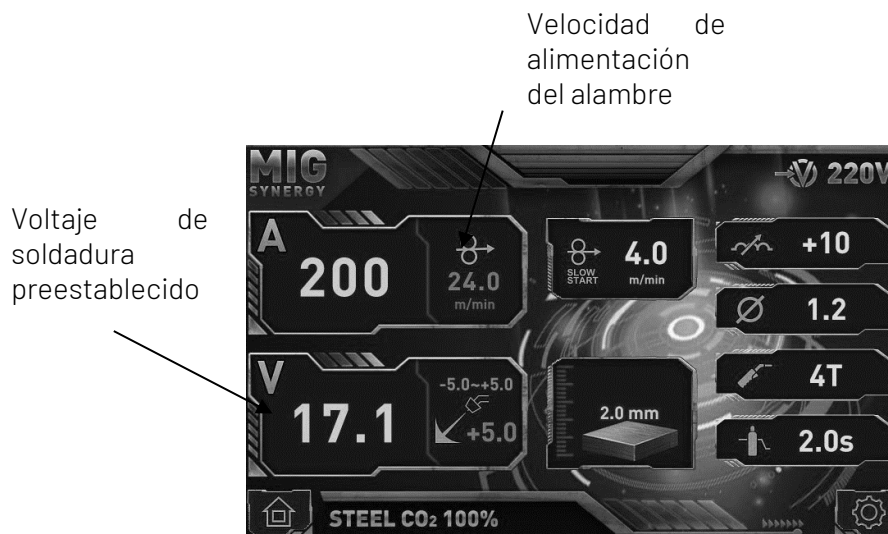 Velocidad de
alimentación
del alambre
Voltaje de
soldadura
preestablecido
MIG
SYNERGY
220V
A
200
24.0
m/min
SLOW
START
4.0
m/min
+10
1.2
V
17.1
-5.0~+5.0
+5.0
2.0 mm
4T
2.0s
STEEL CO₂ 100%